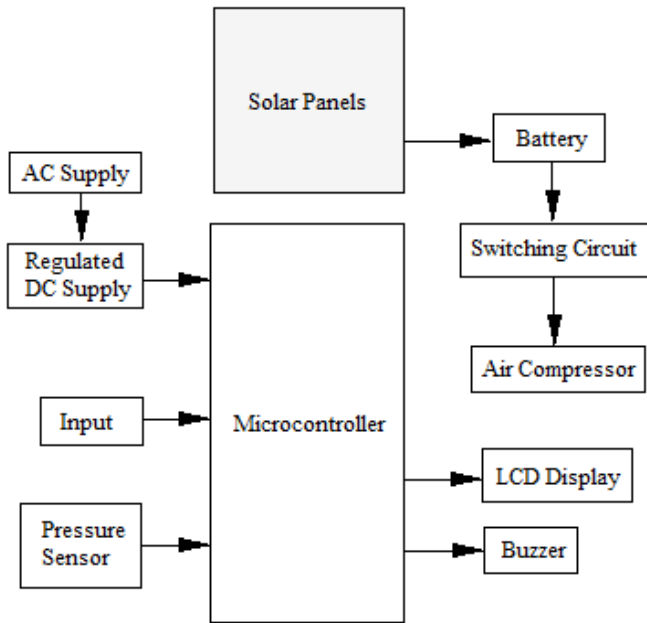 Solar Panels
Battery
AC Supply
Regulated
DC Supply
Switching Circuit
Air Compressor
Input
Microcontroller
LCD Display
Pressure
Sensor
Buzzer